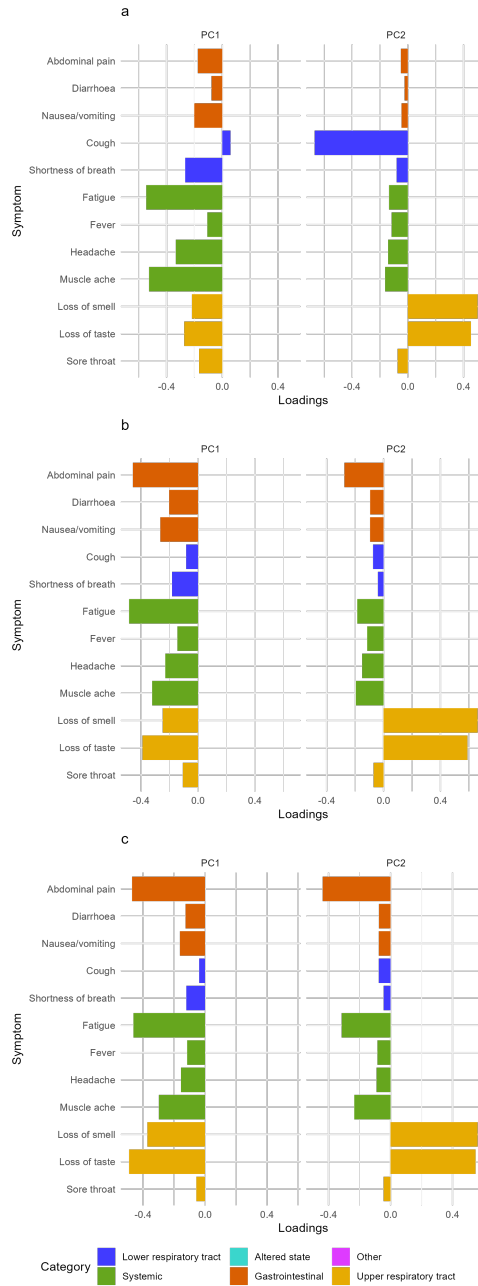 a
PC1 PC2
Abdominal pain
Diarrhoea
Nausea/vomiting
Cough
Shortness of breath
Fatigue
Fever
Headache
Muscle ache
Loss of smell
Loss of taste
Sore throat
Symptom
-0.4 0.0 0.4 -0.4 0.0 0.4
Loadings
b
PC1 PC2
Abdominal pain
Diarrhoea
Nausea/vomiting
Cough
Shortness of breath
Fatigue
Fever
Headache
Muscle ache
Loss of smell
Loss of taste
Sore throat
Symptom
-0.4 0.0 0.4 -0.4 0.0 0.4
Loadings
c
PC1 PC2
Abdominal pain
Diarrhoea
Nausea/vomiting
Cough
Shortness of breath
Fatigue
Fever
Headache
Muscle ache
Loss of smell
Loss of taste
Sore throat
Symptom
-0.4 0.0 0.4 -0.4 0.0 0.4
Loadings
Category
Lower respiratory tract Altered state Other
Systemic Gastrointestinal Upper respiratory tract